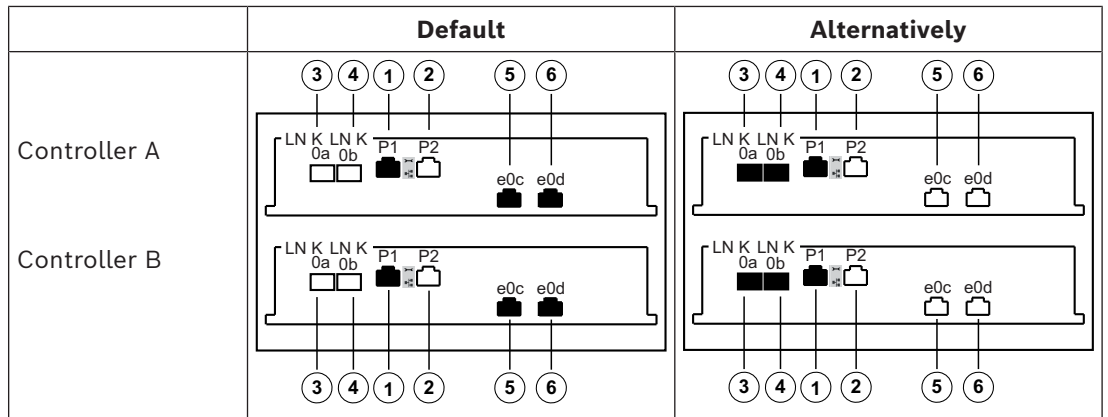 Default Alternatively
3 4 1 2 5 6 3 4 1 2 5 6
Controller A
LN K LN K P1 P2 LN K LN K P1 P2
0a 0b 0a 0b
e0c e0d e0c e0d
Controller B
LN K LN K P1 P2 LN K LN K P1 P2
0a 0b 0a 0b
e0c e0d e0c e0d
3 4 1 2 5 6 3 4 1 2 5 6